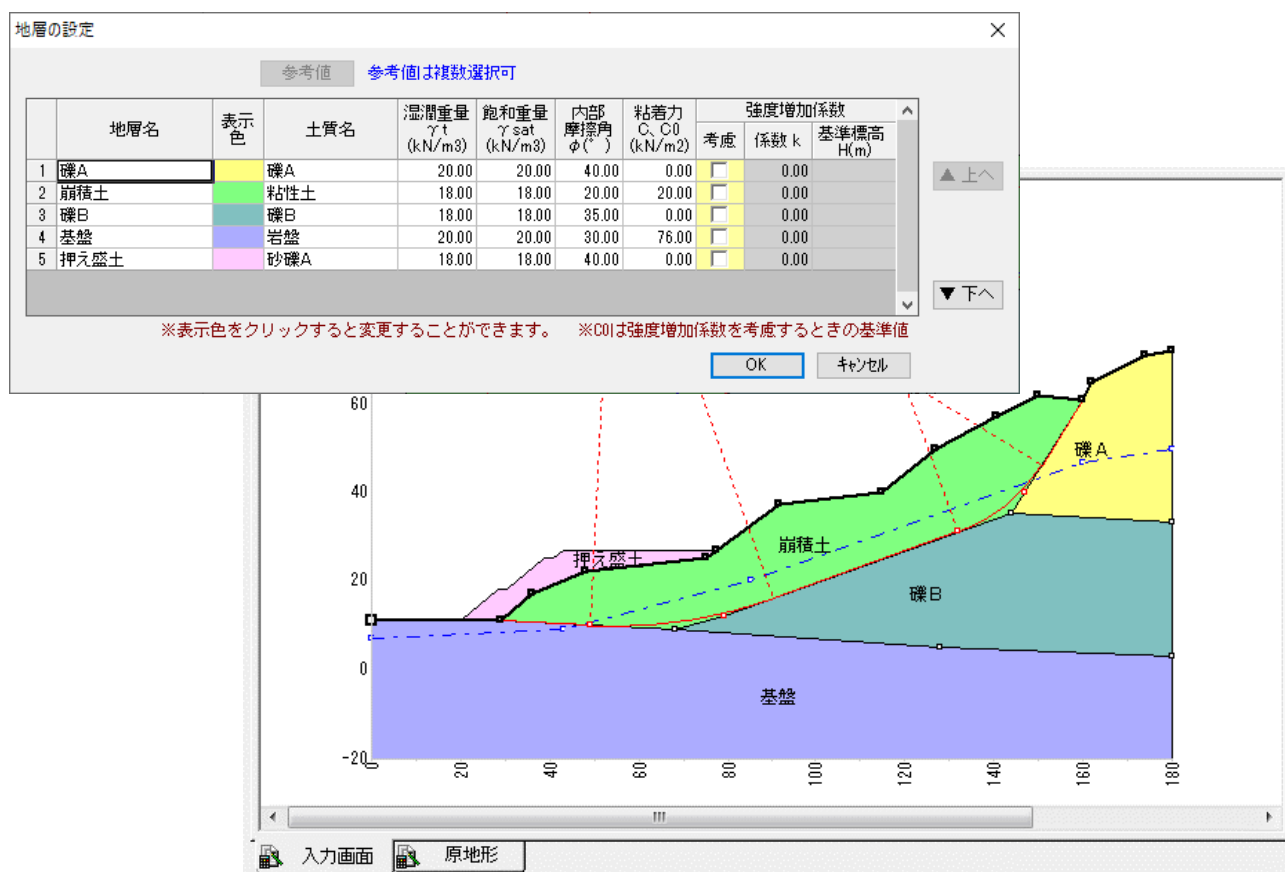 地層の設定
参考値 参考値は複数選択可
地層名 表示色 土質名 湿潤重量 γt (kN/m3) 飽和重量 γsat (kN/m3) 内部摩擦角 φ(°) 粘着力 C、C0 (kN/m2) 強度増加係数
考慮 係数 k 基準標高 H(m)
1 礫A 礫A 20.00 20.00 40.00 0.00 0.00
2 崩積土 粘性土 18.00 18.00 20.00 20.00 0.00
3 礫B 礫B 18.00 18.00 35.00 0.00 0.00
4 基盤 岩盤 20.00 20.00 30.00 76.00 0.00
5 押え盛土 砂礫A 18.00 18.00 40.00 0.00 0.00
▲ 上へ
▼ 下へ
※表示色をクリックすると変更することができます。 ※C0は強度増加係数を考慮するときの基準値
OK キャンセル
60
礫A
40
崩積土
押え盛土
20
礫B
0
基盤
-20
0 20 40 60 80 100 120 140 160 180
入力画面 原地形